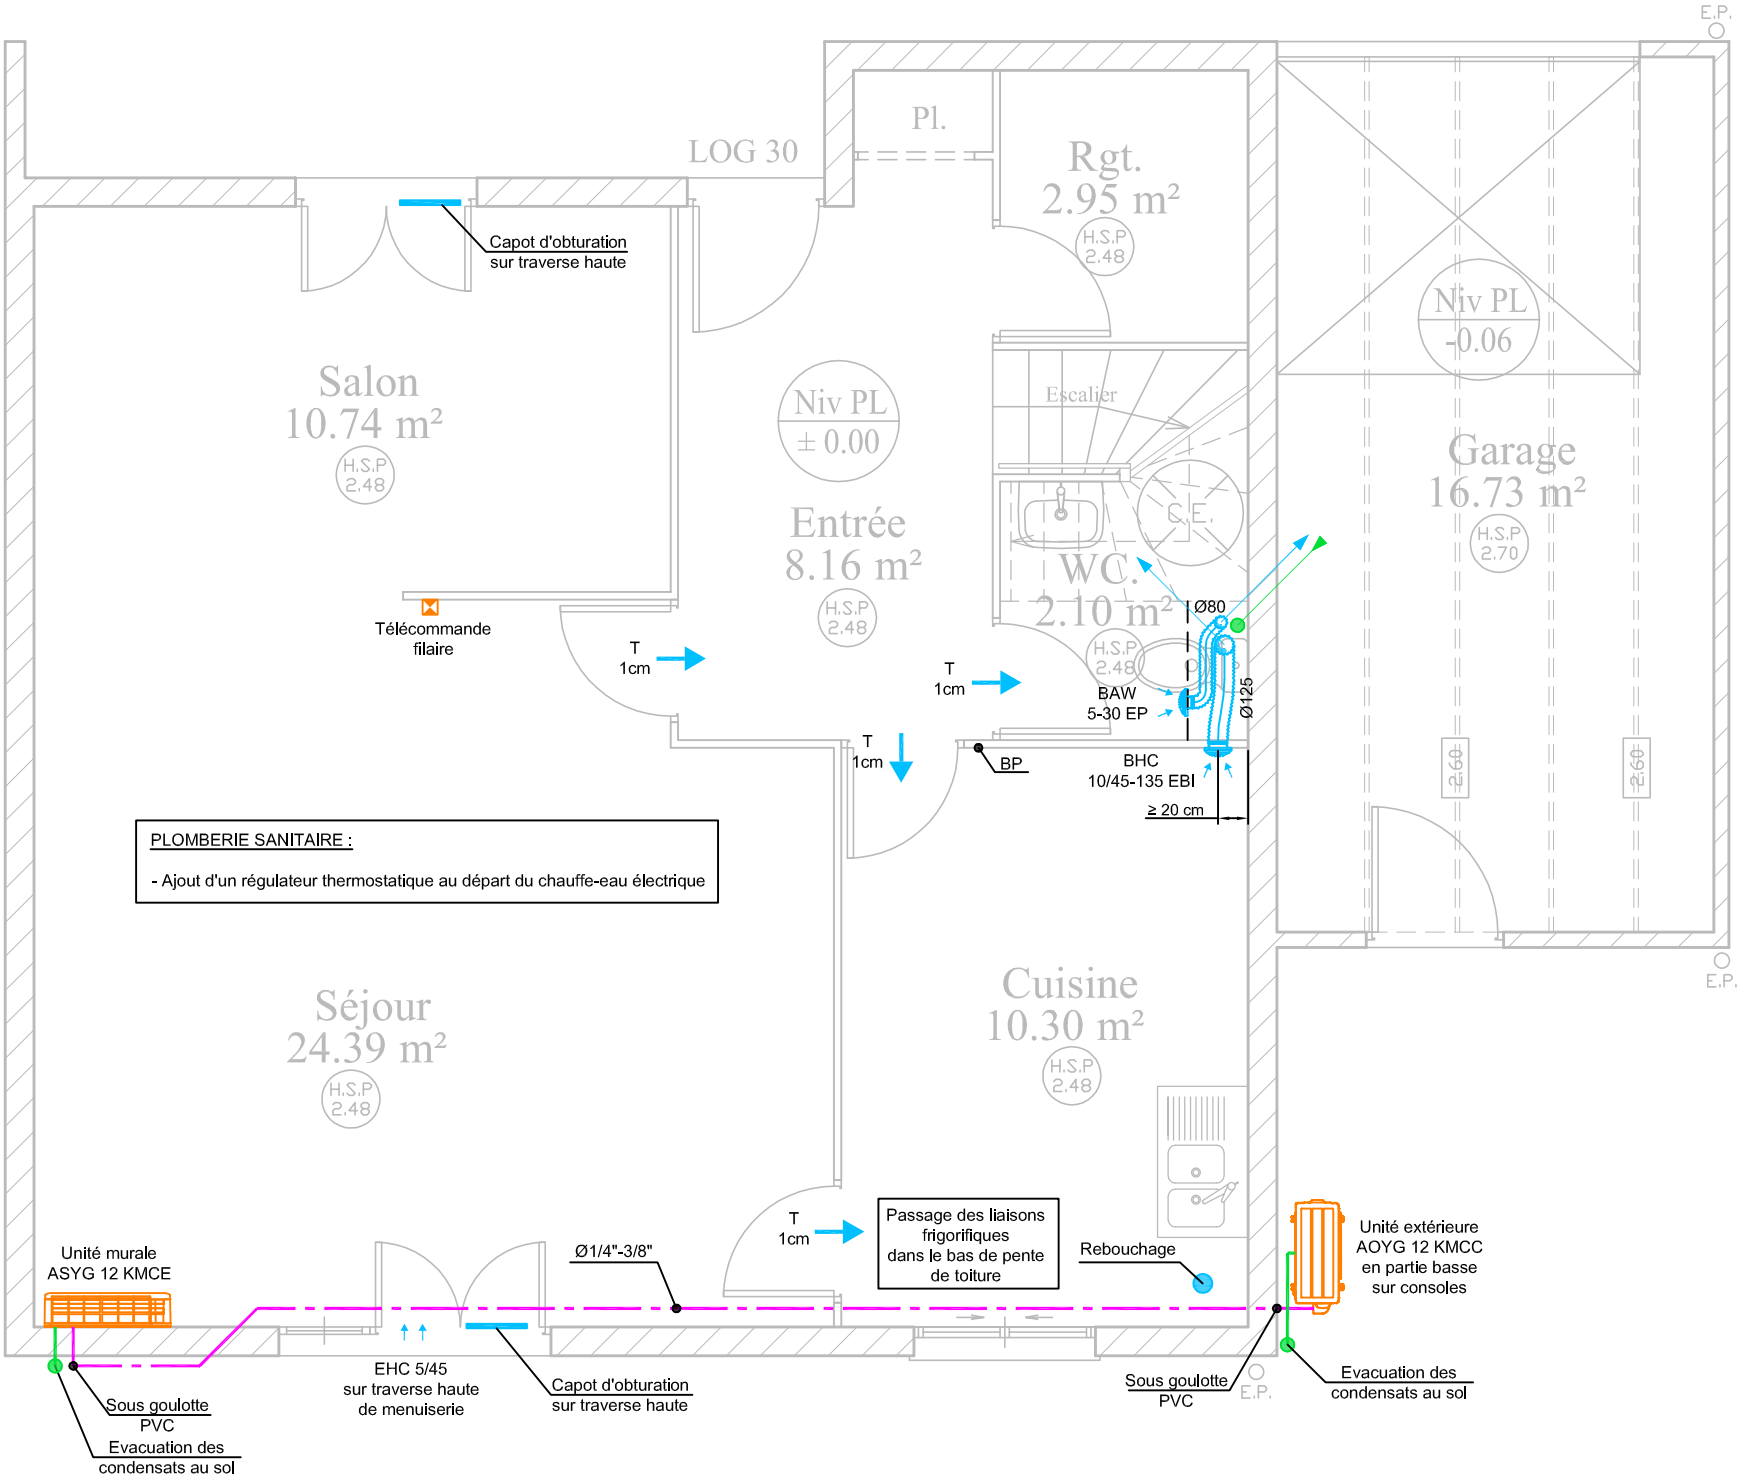 E.P.
LOG 30
Pl.
Rgt.
2.95 m²
H.S.P
2.48
Capot d'obturation
sur traverse haute
Niv PL
-0.06
Salon
10.74 m²
H.S.P
2.48
Niv PL
± 0.00
Escalier
Garage
16.73 m²
H.S.P
2.70
Entrée
8.16 m²
H.S.P
2.48
C.E.
WC.
2.10 m²
H.S.P
2.48
Ø80
Télécommande
filaire
T
1cm
T
1cm
BAW
5-30 EP
Ø125
T
1cm
BP
BHC
10/45-135 EBI
≥ 20 cm
2.60
2.60
PLOMBERIE SANITAIRE :
- Ajout d'un régulateur thermostatique au départ du chauffe-eau électrique
E.P.
Séjour
24.39 m²
H.S.P
2.48
Cuisine
10.30 m²
H.S.P
2.48
Unité murale
ASYG 12 KMCE
Ø1/4"-3/8"
T
1cm
Passage des liaisons
frigorifiques
dans le bas de pente
de toiture
Rebouchage
Unité extérieure
AOYG 12 KMCC
en partie basse
sur consoles
EHC 5/45
sur traverse haute
de menuiserie
Capot d'obturation
sur traverse haute
Sous goulotte
PVC
E.P.
Evacuation des
condensats au sol
Sous goulotte
PVC
Evacuation des
condensats au sol